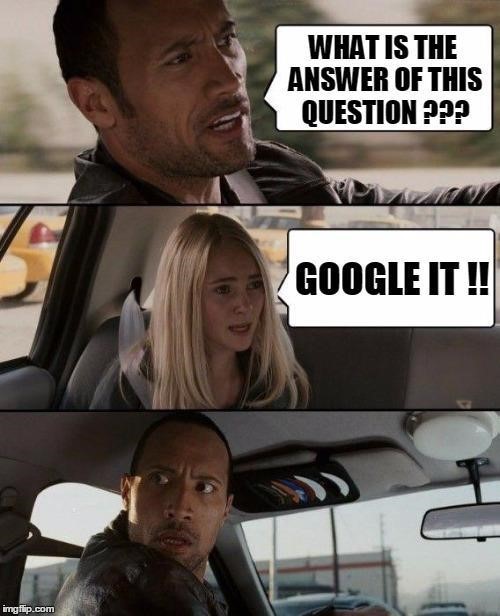 WHAT IS THE
ANSWER OF THIS
QUESTION ???
GOOGLE IT !!
imgflip.com